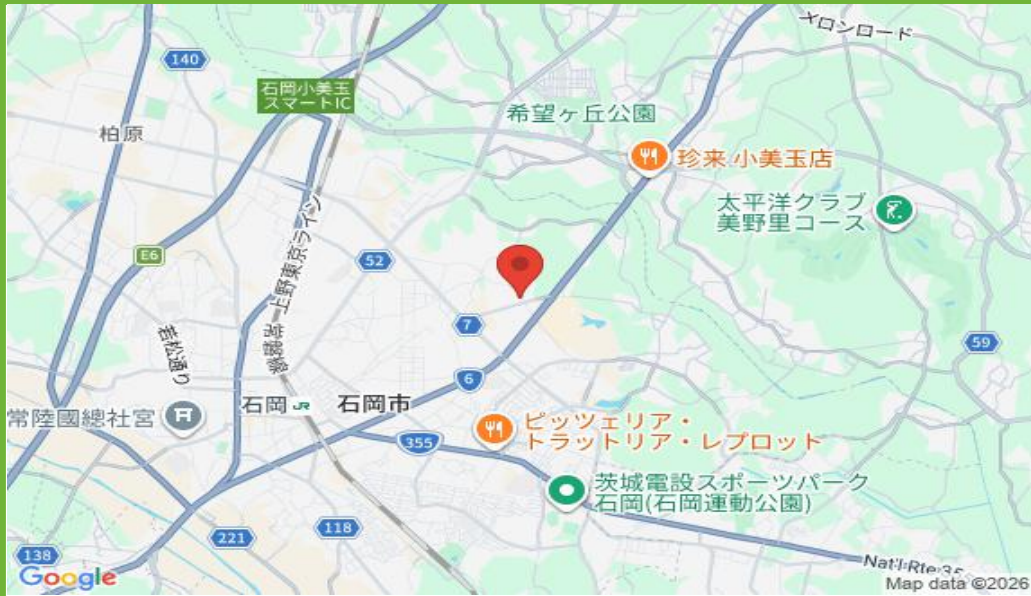 メロンロード
140
石岡小美玉
スマートIC
柏原
希望ヶ丘公園
珍来 小美玉店
太平洋クラブ
美野里コース
E6
52
常磐線-上野東京ライン
7
59
若松通り
6
石岡 JR
石岡市
常陸國總社宮
355
ピッツェリア・
トラットリア・レプロット
茨城電設スポーツパーク
石岡(石岡運動公園)
118
221
138
Nat'l Rte 35
Google
Map data ©2026